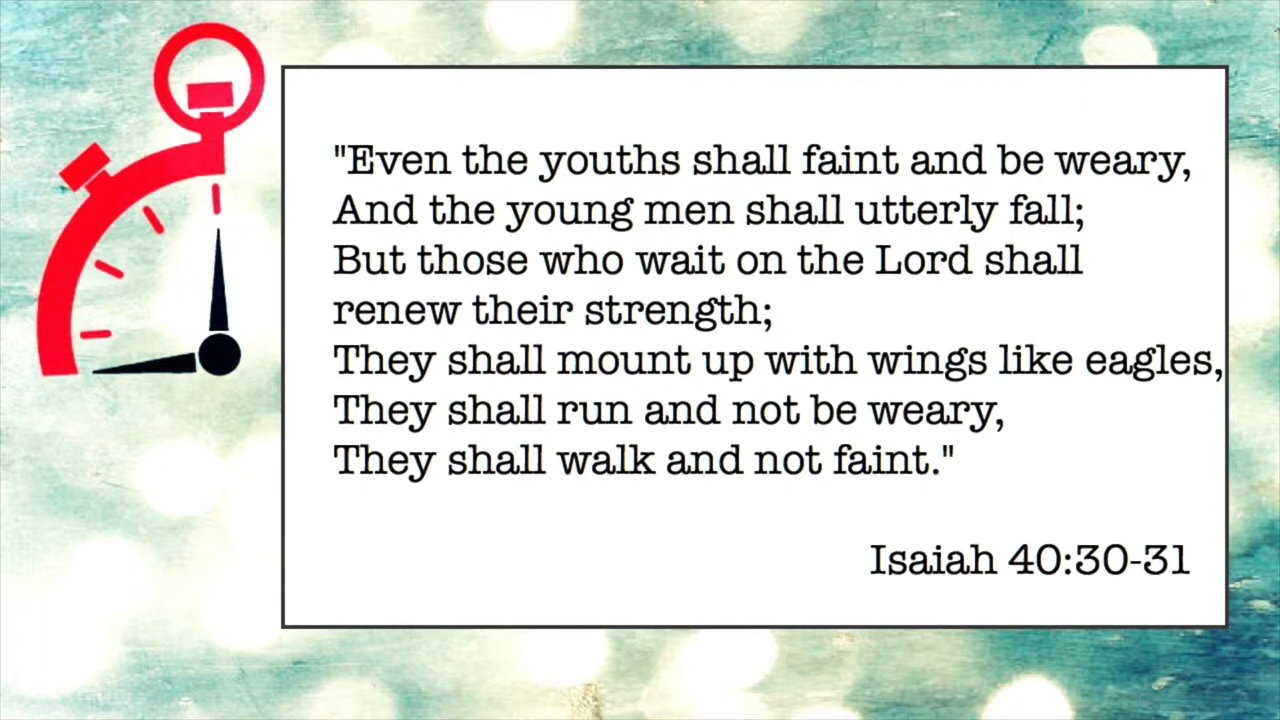 "Even the youths shall faint and be weary,
And the young men shall utterly fall;
But those who wait on the Lord shall
renew their strength;
They shall mount up with wings like eagles,
They shall run and not be weary,
They shall walk and not faint."
Isaiah 40:30-31